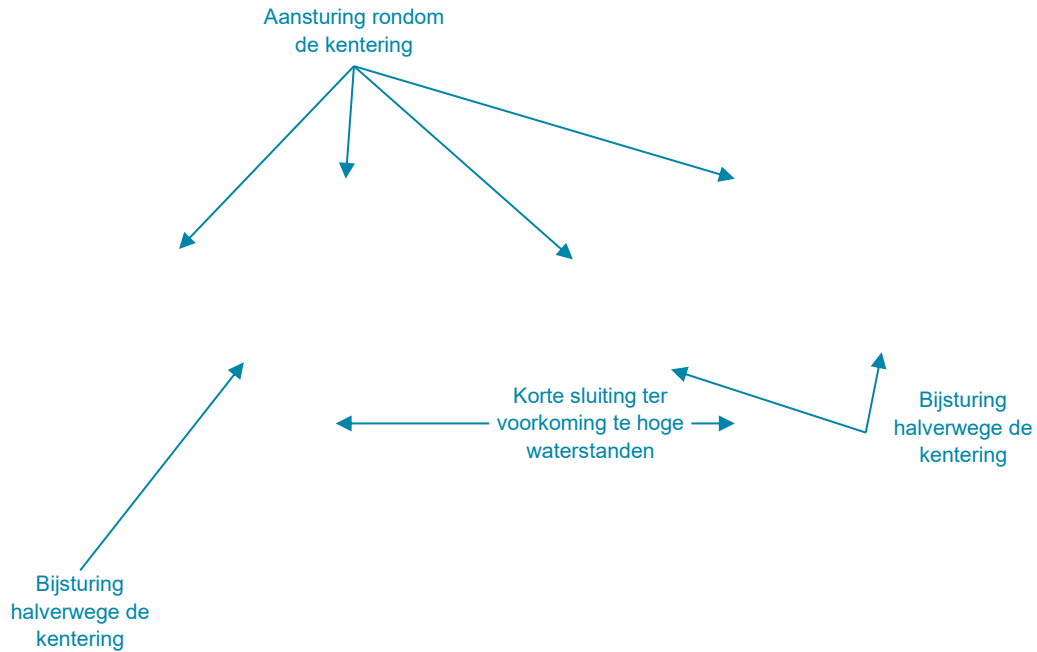 Aansturing rondom
de kentering
Korte sluiting ter
voorkoming te hoge
waterstanden
Bijsturing
halverwege de
kentering
Bijsturing
halverwege de
kentering